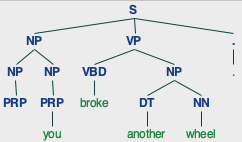 S
NP VP .
NP NP VBD NP .
PRP PRP broke DT NN
you another wheel